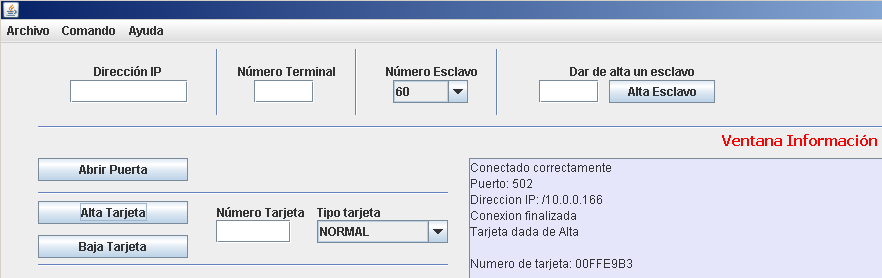 Archivo Comando Ayuda
Dirección IP Número Terminal Número Esclavo Dar de alta un esclavo
60 Alta Esclavo
Ventana Información
Abrir Puerta
Alta Tarjeta Número Tarjeta Tipo tarjeta
NORMAL
Baja Tarjeta
Conectado correctamente
Puerto: 502
Direccion IP: /10.0.0.166
Conexion finalizada
Tarjeta dada de Alta
Numero de tarjeta: 00FFE9B3